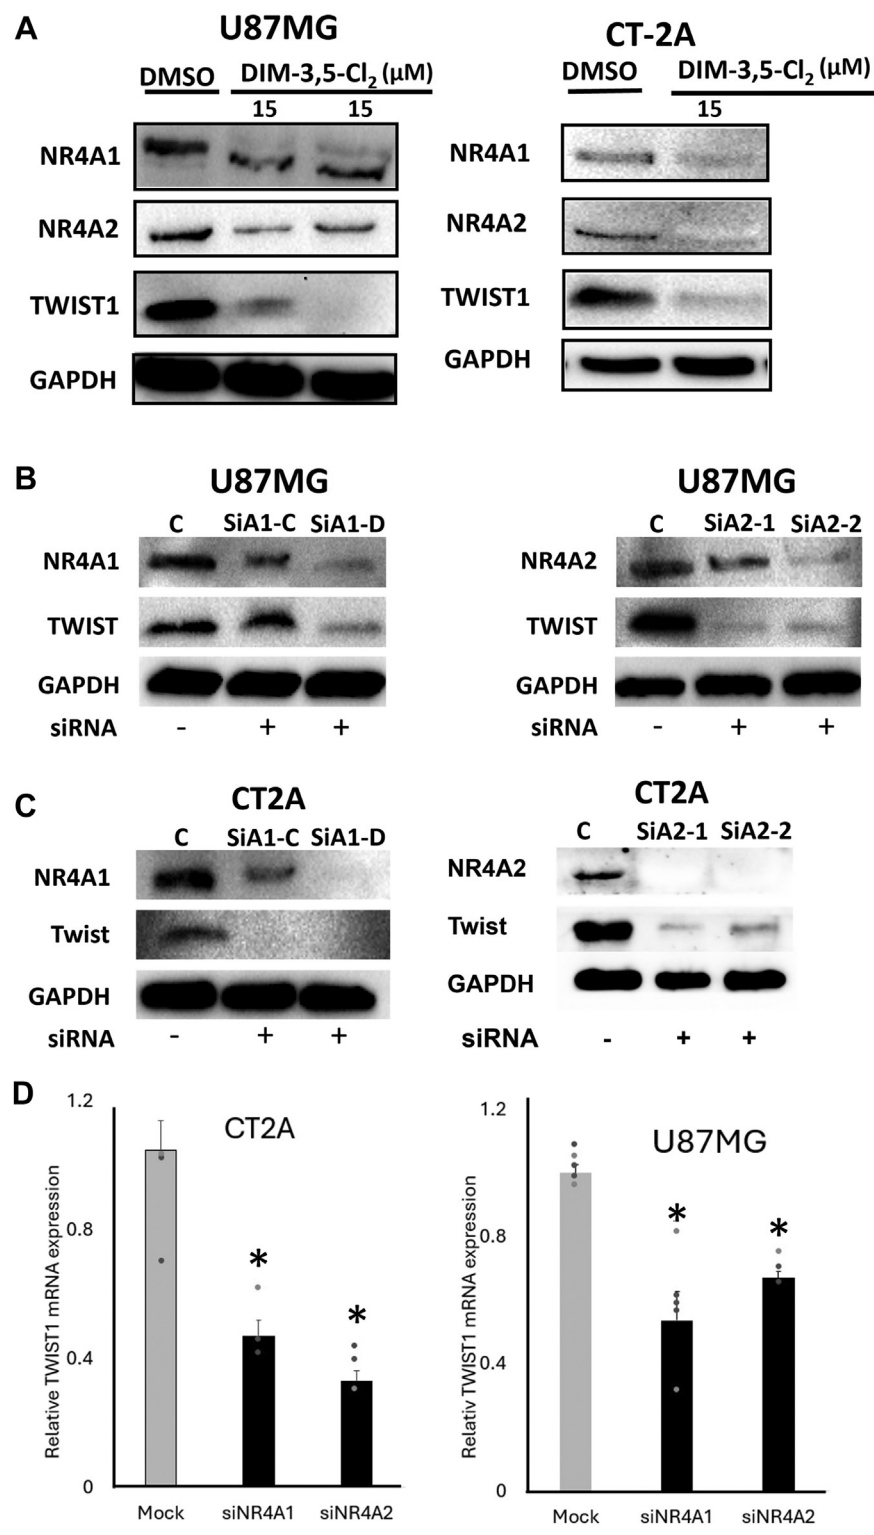 A
U87MG
CT-2A
DMSO DIM-3,5-Cl₂ (μM)
DMSO DIM-3,5-Cl₂ (μM)
15 15
15
NR4A1
NR4A1
NR4A2
NR4A2
TWIST1
TWIST1
GAPDH
GAPDH
B
U87MG
U87MG
C SiA1-C SiA1-D
C SiA2-1 SiA2-2
NR4A1
NR4A2
TWIST
TWIST
GAPDH
GAPDH
siRNA - + +
siRNA - + +
C
CT2A
CT2A
C SiA1-C SiA1-D
C SiA2-1 SiA2-2
NR4A1
NR4A2
Twist
Twist
GAPDH
GAPDH
siRNA - + +
siRNA - + +
D
CT2A
Relative TWIST1 mRNA expression
1.2
0.8
0.4
0
* *
Mock siNR4A1 siNR4A2
U87MG
Relativ TWIST1 mRNA expression
1.2
0.8
0.4
0
* *
Mock siNR4A1 siNR4A2